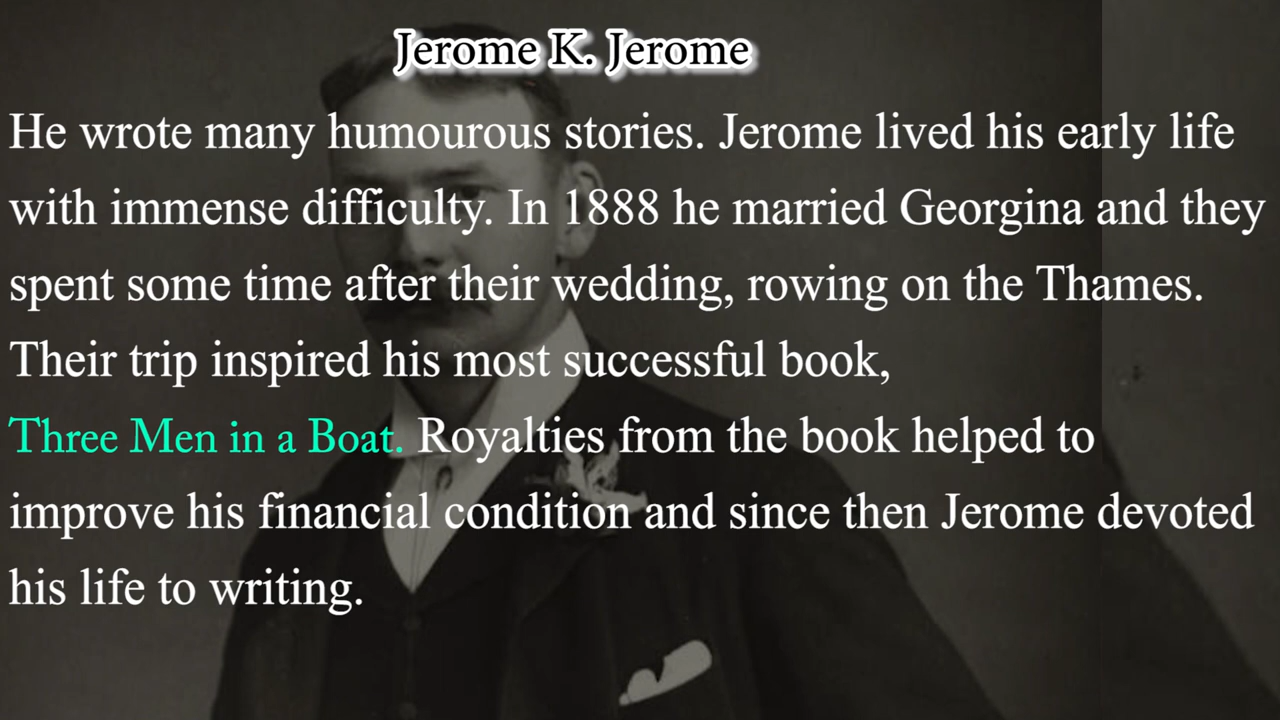 Jerome K. Jerome
He wrote many humourous stories. Jerome lived his early life
with immense difficulty. In 1888 he married Georgina and they
spent some time after their wedding, rowing on the Thames.
Their trip inspired his most successful book,
Three Men in a Boat. Royalties from the book helped to
improve his financial condition and since then Jerome devoted
his life to writing.